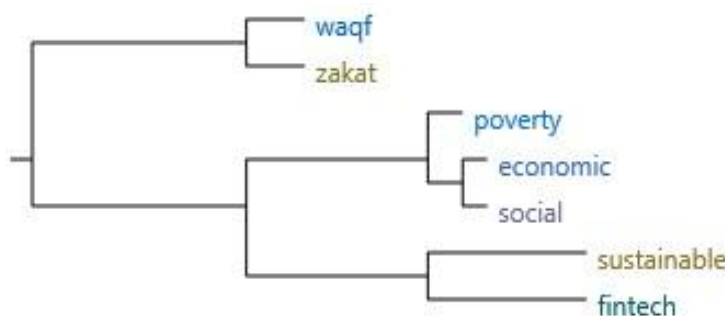 waqf
zakat
poverty
economic
social
sustainable
fintech